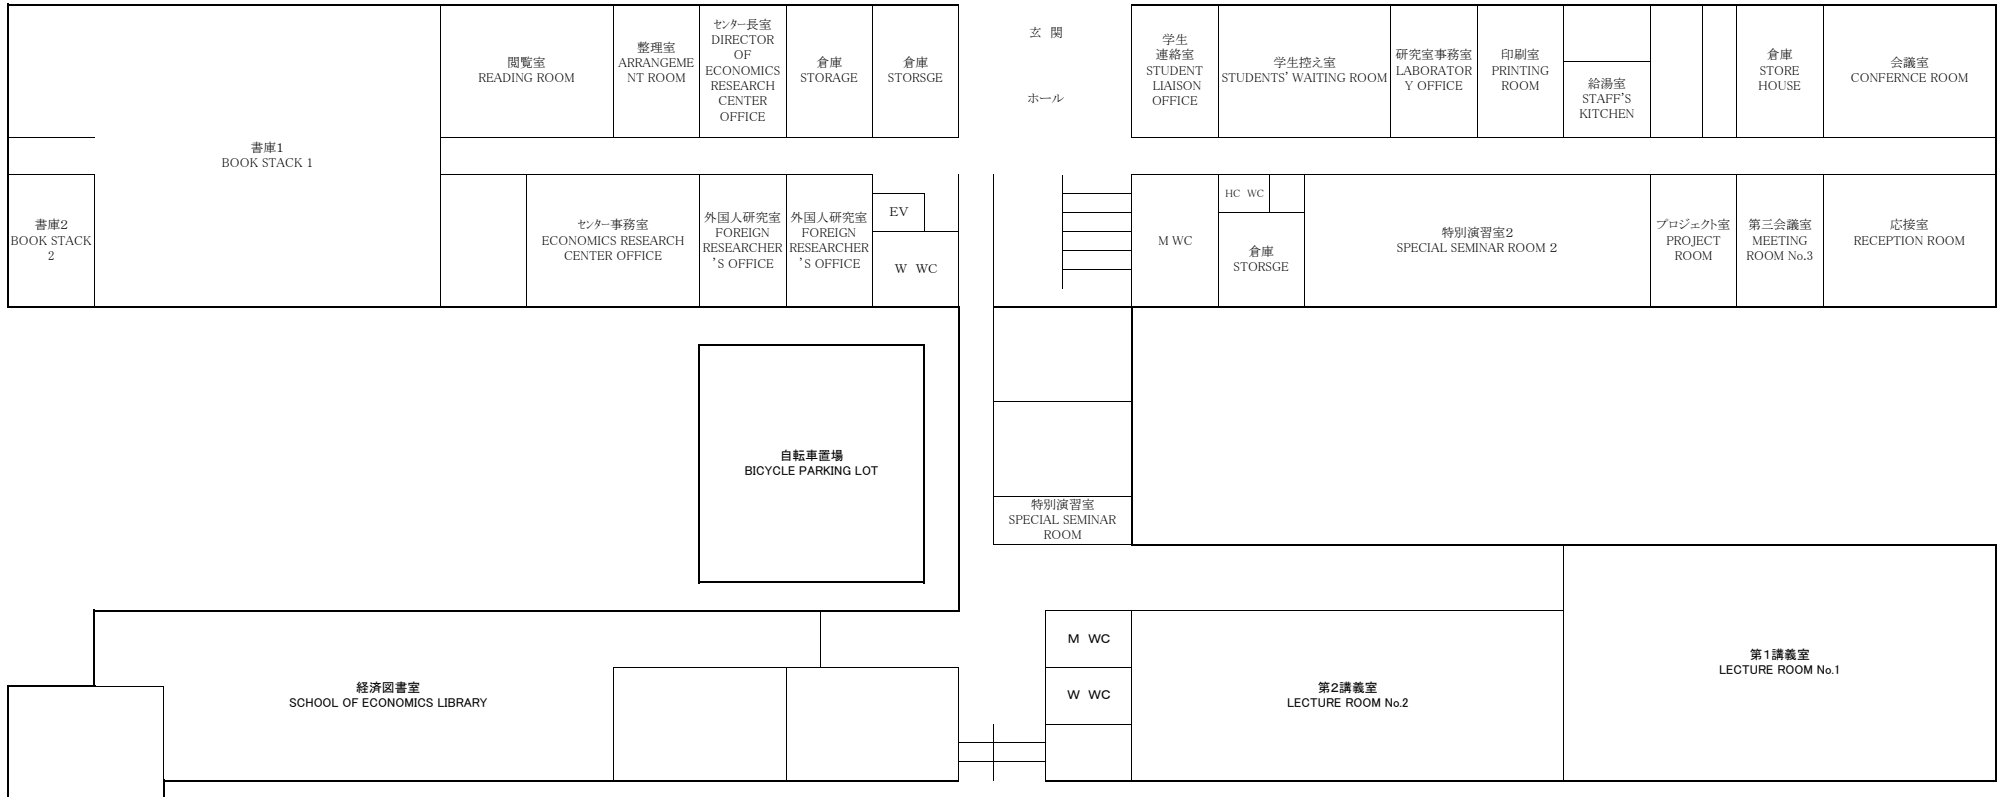 閲覧室
READING ROOM
整理室
ARRANGEME
NT ROOM
センター長室
DIRECTOR
OF
ECONOMICS
RESEARCH
CENTER
OFFICE
倉庫
STORAGE
倉庫
STORSGE
玄 関
ホール
学生
連絡室
STUDENT
LIAISON
OFFICE
学生控え室
STUDENTS' WAITING ROOM
研究室事務室
LABORATOR
Y OFFICE
印刷室
PRINTING
ROOM
給湯室
STAFF'S
KITCHEN
倉庫
STORE
HOUSE
会議室
CONFERNCE ROOM
書庫1
BOOK STACK 1
書庫2
BOOK STACK
2
センター事務室
ECONOMICS RESEARCH
CENTER OFFICE
外国人研究室
FOREIGN
RESEARCHER
'S OFFICE
外国人研究室
FOREIGN
RESEARCHER
'S OFFICE
EV
W WC
M WC
HC WC
倉庫
STORSGE
特別演習室2
SPECIAL SEMINAR ROOM 2
プロジェクト室
PROJECT
ROOM
第三会議室
MEETING
ROOM No.3
応接室
RECEPTION ROOM
自転車置場
BICYCLE PARKING LOT
特別演習室
SPECIAL SEMINAR
ROOM
経済図書室
SCHOOL OF ECONOMICS LIBRARY
M WC
W WC
第2講義室
LECTURE ROOM No.2
第1講義室
LECTURE ROOM No.1